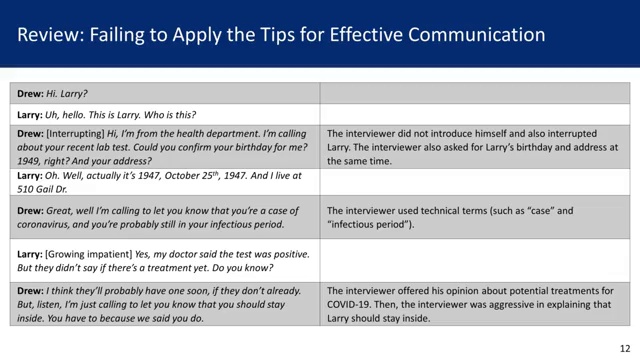 Review: Failing to Apply the Tips for Effective Communication
Drew: Hi. Larry?
Larry: Uh, hello. This is Larry. Who is this?
Drew: [Interrupting] Hi, I'm from the health department. I'm calling
about your recent lab test. Could you confirm your birthday for me?
1949, right? And your address?
The interviewer did not introduce himself and also interrupted
Larry. The interviewer also asked for Larry's birthday and address at
the same time.
Larry: Oh. Well, actually it's 1947, October 25th, 1947. And I live at
510 Gail Dr.
Drew: Great, well I'm calling to let you know that you're a case of
coronavirus, and you're probably still in your infectious period.
The interviewer used technical terms (such as "case" and
"infectious period").
Larry: [Growing impatient] Yes, my doctor said the test was positive.
But they didn't say if there's a treatment yet. Do you know?
Drew: I think they'll probably have one soon, if they don't already.
But, listen, I'm just calling to let you know that you should stay
inside. You have to because we said you do.
The interviewer offered his opinion about potential treatments for
COVID-19. Then, the interviewer was aggressive in explaining that
Larry should stay inside.
12